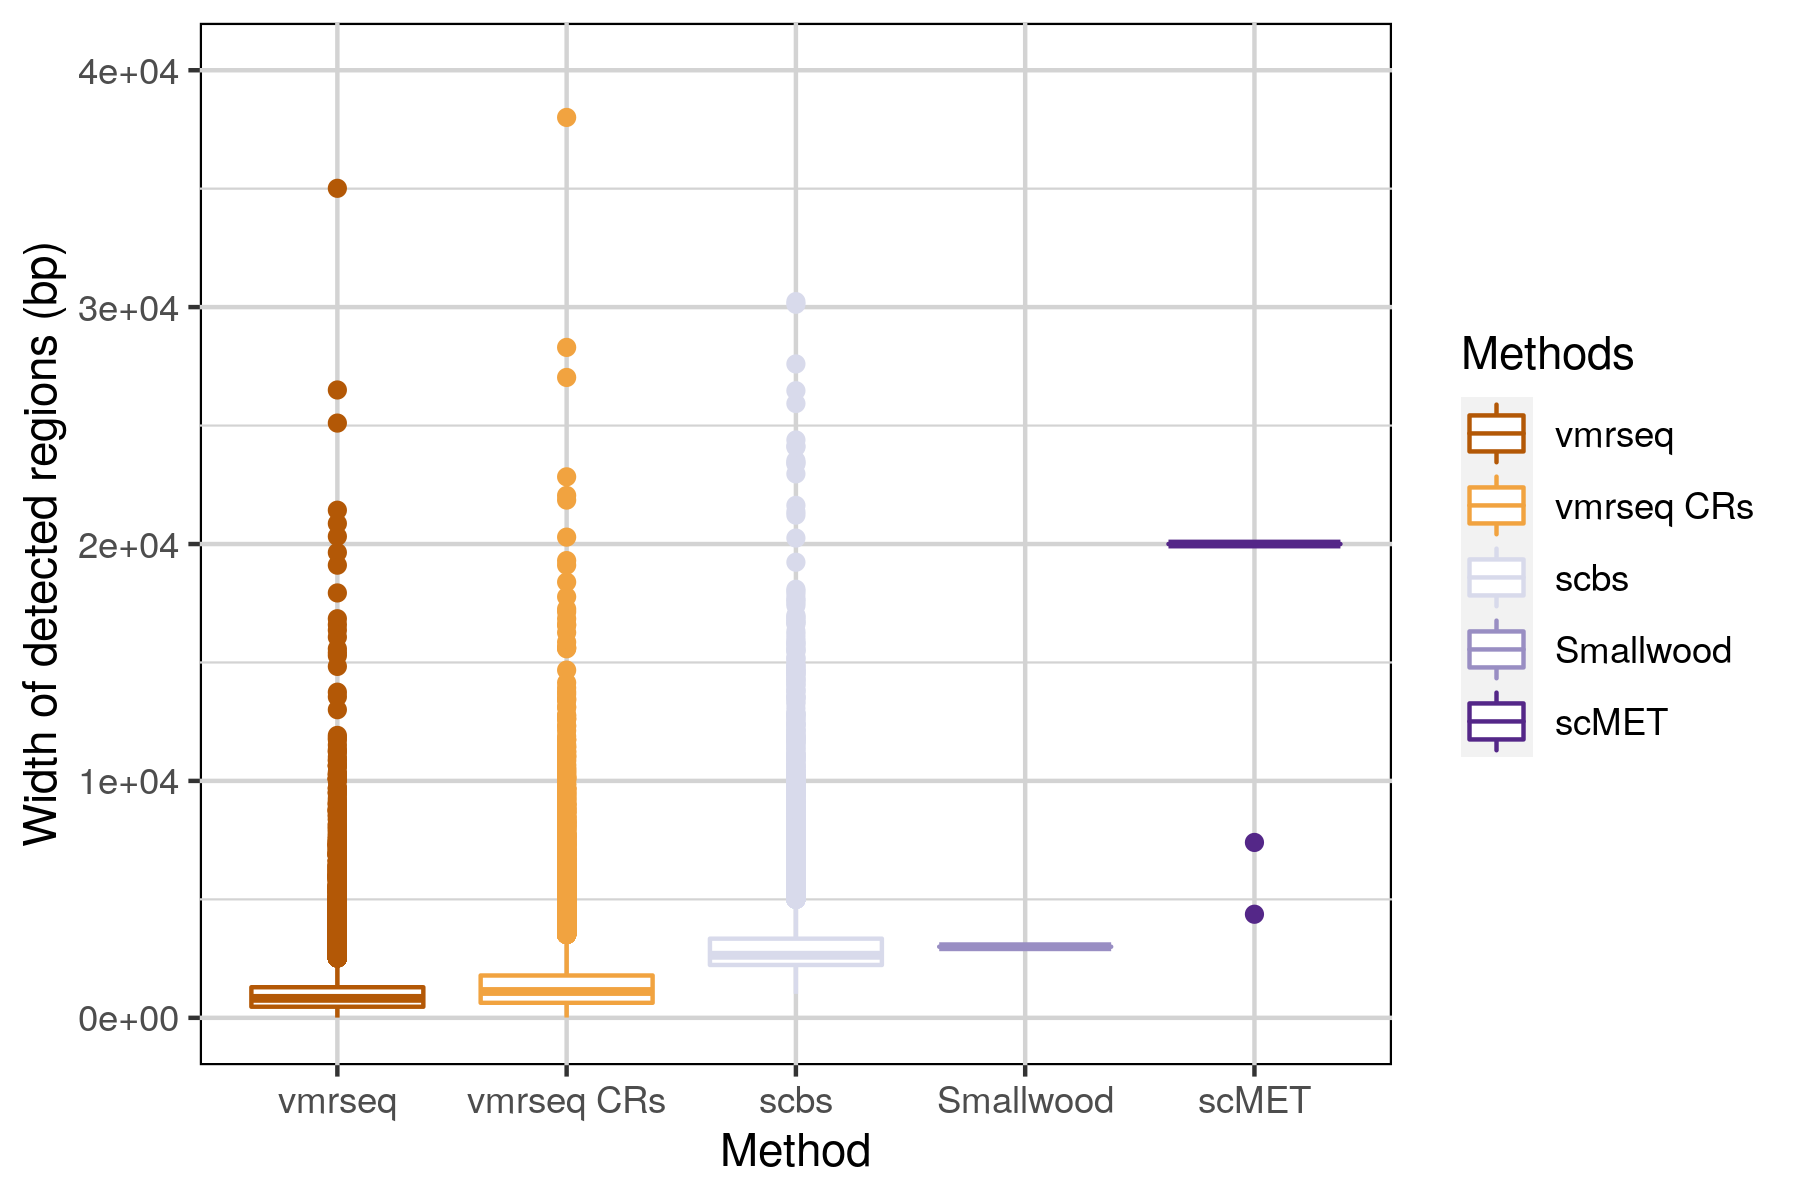 Width of detected regions (bp)
4e+04
3e+04
2e+04
1e+04
0e+00
vmrseq
vmrseq CRs
scbs
Smallwood
scMET
Method
Methods
vmrseq
vmrseq CRs
scbs
Smallwood
scMET